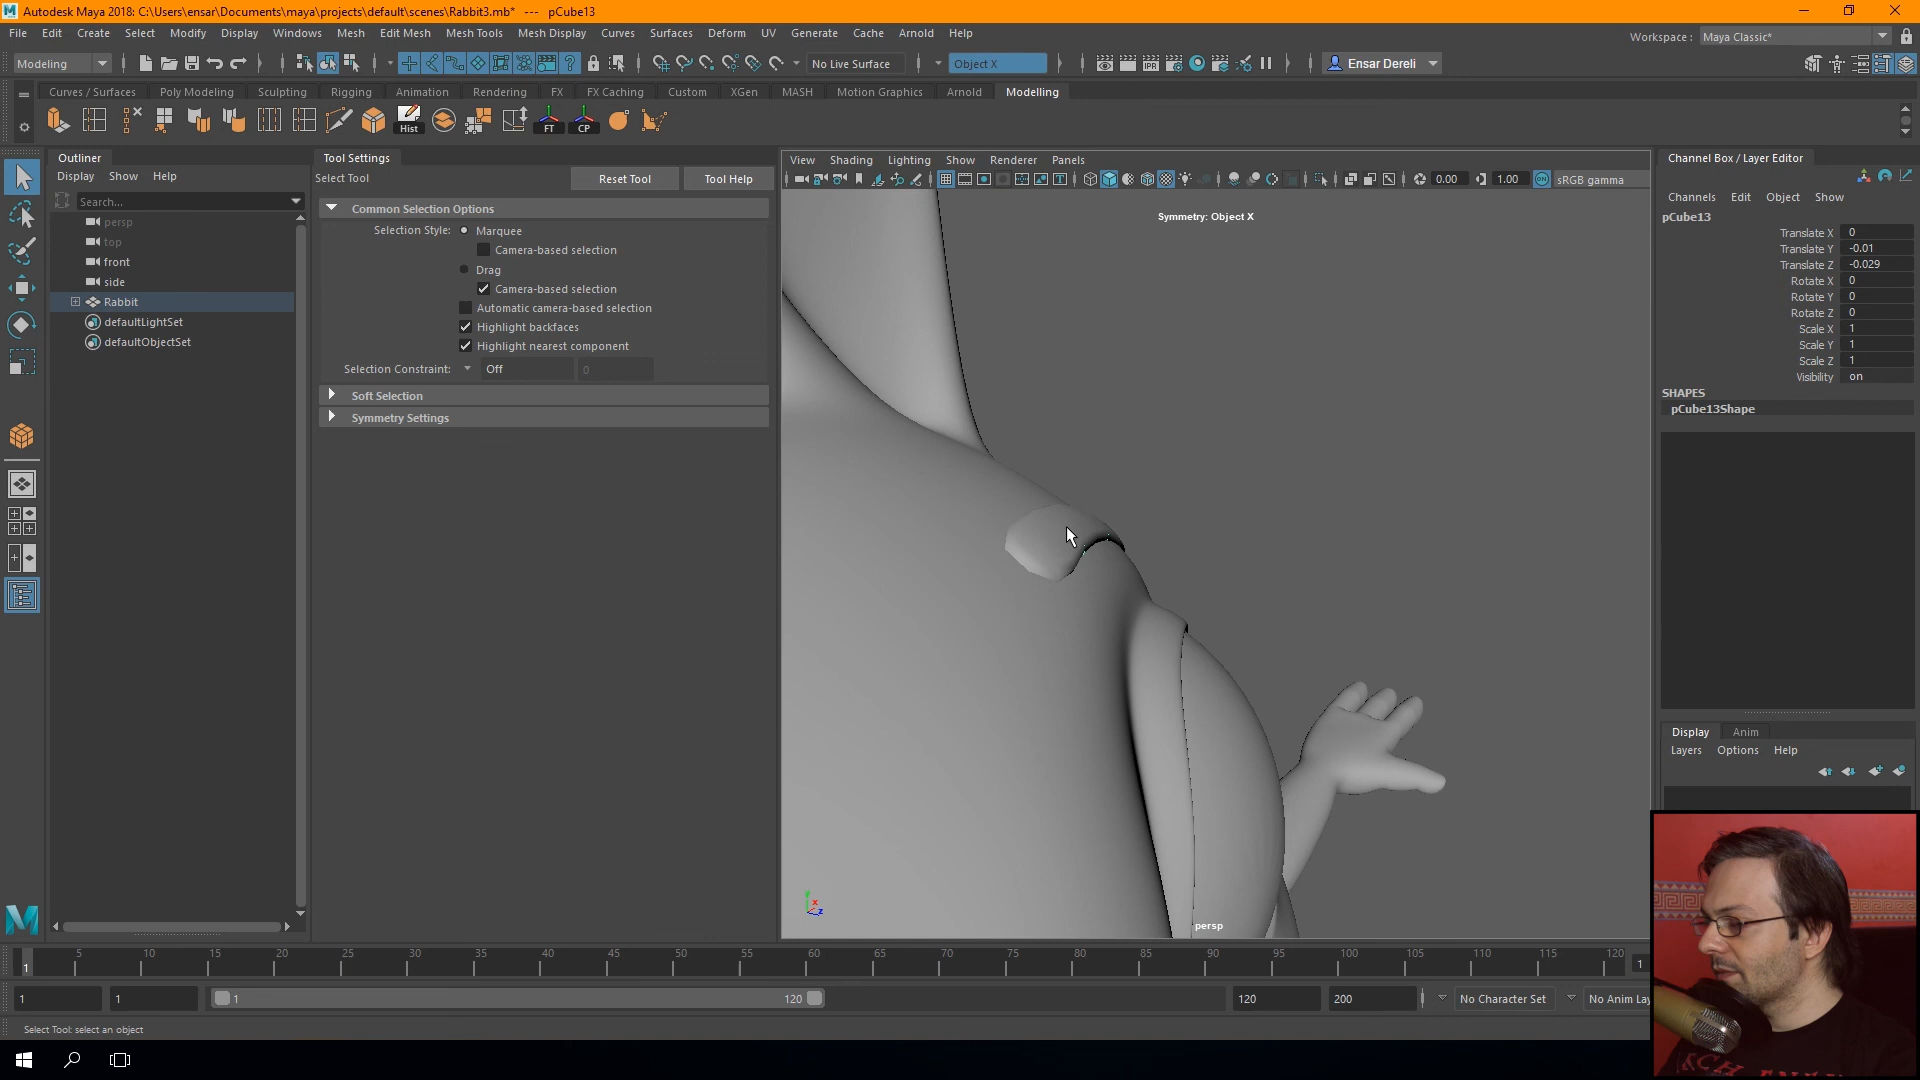 Autodesk Maya 2018: C:\Users\ensar\Documents\maya\projects\default\scenes\Rabbit3.mb* --- pCube13
File Edit Create Select Modify Display Windows Mesh Edit Mesh Mesh Tools Mesh Display Curves Surfaces Deform UV Generate Cache Arnold Help
Workspace : Maya Classic*
Modeling
No Live Surface
Object X
Ensar Dereli
Curves / Surfaces Poly Modeling Sculpting Rigging Animation Rendering FX FX Caching Custom XGen MASH Motion Graphics Arnold Modelling
Hist
FT
CP
Outliner
Display Show Help
Search...
persp
top
front
side
Rabbit
defaultLightSet
defaultObjectSet
Tool Settings
Select Tool
Reset Tool
Tool Help
Common Selection Options
Selection Style: Marquee
Camera-based selection
Drag
Camera-based selection
Automatic camera-based selection
Highlight backfaces
Highlight nearest component
Selection Constraint: Off 0
Soft Selection
Symmetry Settings
View Shading Lighting Show Renderer Panels
0.00
1.00
ON
sRGB gamma
Symmetry: Object X
persp
Y
X
Z
Channel Box / Layer Editor
Channels Edit Object Show
pCube13
Translate X 0
Translate Y -0.01
Translate Z -0.029
Rotate X 0
Rotate Y 0
Rotate Z 0
Scale X 1
Scale Y 1
Scale Z 1
Visibility on
SHAPES
pCube13Shape
Display Anim
Layers Options Help
1 5 10 15 20 25 30 35 40 45 50 55 60 65 70 75 80 85 90 95 100 105 110 115 120
1
1 1 1 120 120 200
No Character Set
No Anim Lay
Select Tool: select an object